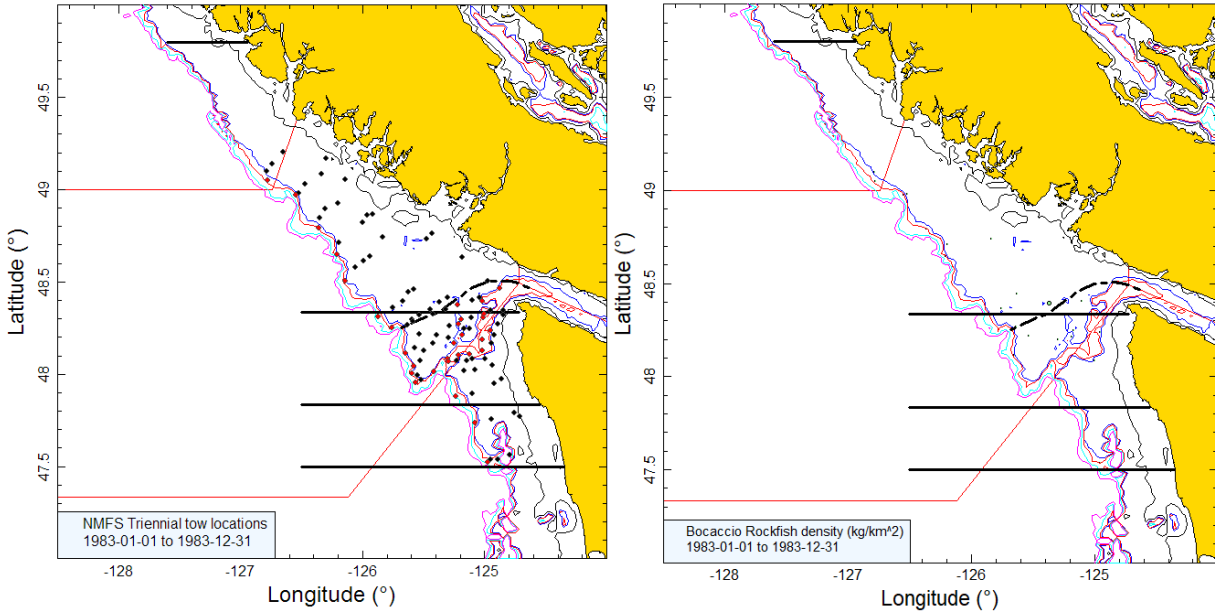 49.5
49
48.5
48
47.5
Latitude (°)
-128
-127
-126
-125
Longitude (°)
NMFS Triennial tow locations
1983-01-01 to 1983-12-31
49.5
49
48.5
48
47.5
Latitude (°)
-128
-127
-126
-125
Longitude (°)
Bocaccio Rockfish density (kg/km^2)
1983-01-01 to 1983-12-31